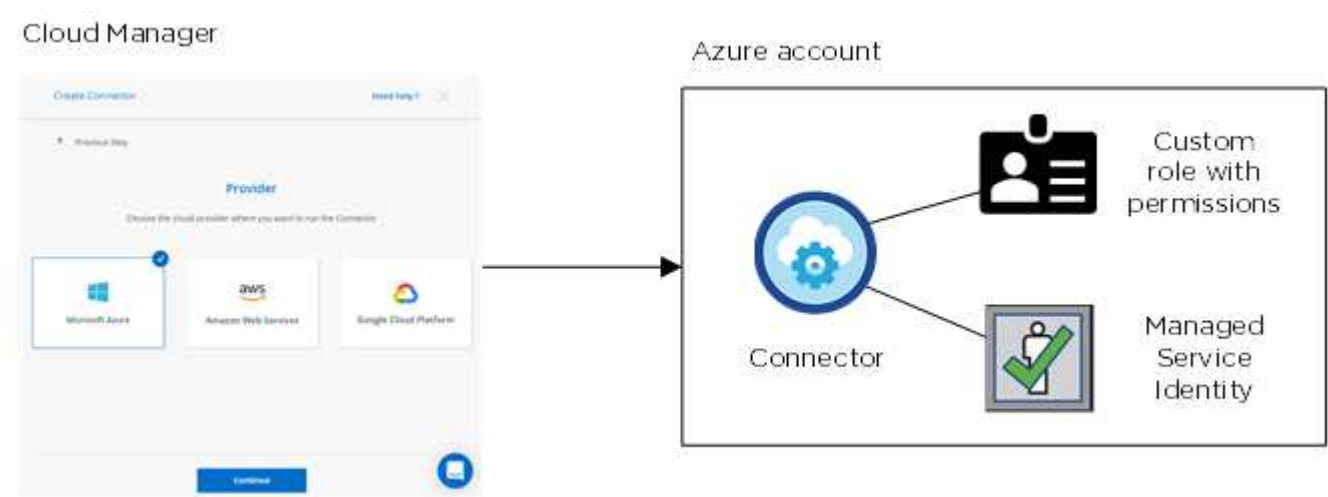 Cloud Manager
Create Connector
Need help?
Previous Step
Provider
Choose the cloud provider where you want to run the Connector
Microsoft Azure
aws
Amazon Web Services
Google Cloud Platform
Continue
Azure account
Custom
role with
permissions
Connector
Managed
Service
Identity